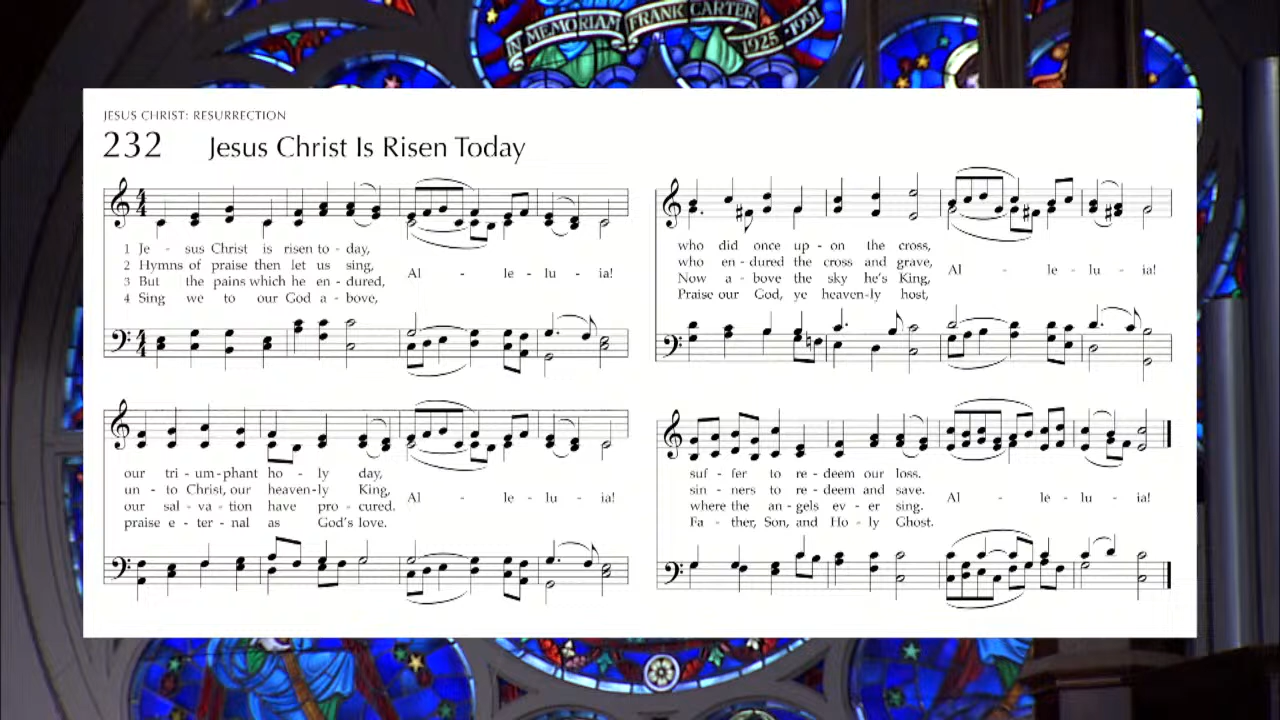 IN MEMORIAM FRANK CARTER
1925 - 1991
JESUS CHRIST: RESURRECTION
232 Jesus Christ Is Risen Today
1 Je - sus Christ is risen to - day,
2 Hymns of praise then let us sing,
3 But the pains which he en - dured,
4 Sing we to our God a - bove,
Al - le - lu - ia!
who did once up - on the cross,
who en - dured the cross and grave,
Now a - bove the sky he's King,
Praise our God, ye heaven-ly host,
Al - le - lu - ia!
our tri - um-phant ho - ly day,
un - to Christ, our heaven-ly King,
our sal - va - tion have pro - cured.
praise e - ter - nal as God's love.
Al - le - lu - ia!
suf - fer to re - deem our loss.
sin - ners to re - deem and save.
where the an - gels ev - er sing.
Fa - ther, Son, and Ho - ly Ghost.
Al - le - lu - ia!